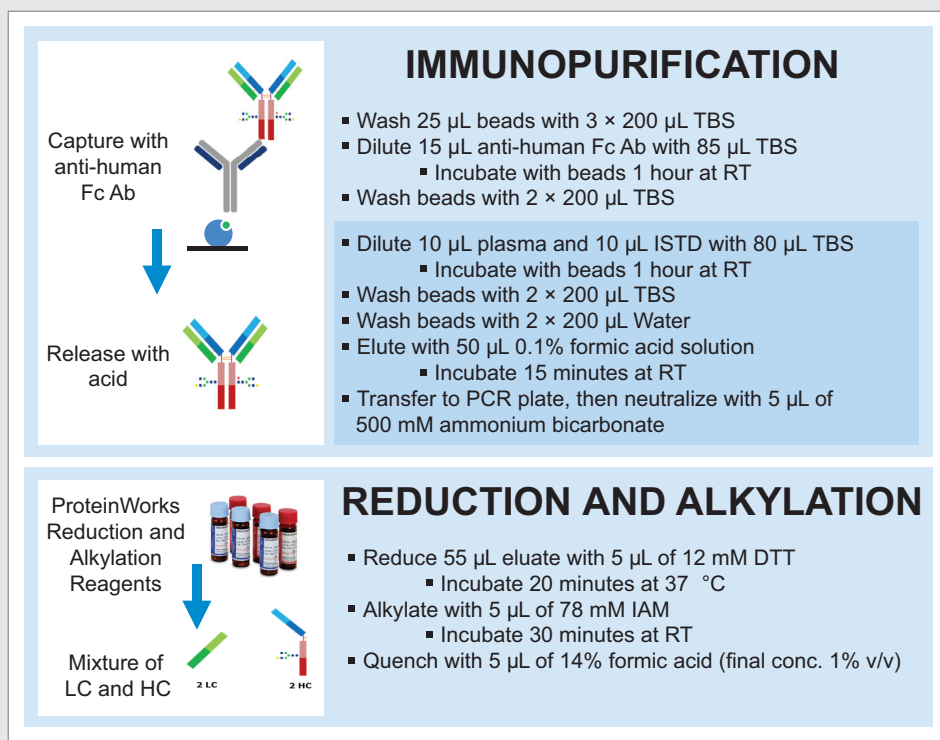 IMMUNOPURIFICATION
Capture with
anti-human
Fc Ab
Release with
acid
▪ Wash 25 µL beads with 3 × 200 µL TBS
▪ Dilute 15 µL anti-human Fc Ab with 85 µL TBS
▪ Incubate with beads 1 hour at RT
▪ Wash beads with 2 × 200 µL TBS
▪ Dilute 10 µL plasma and 10 µL ISTD with 80 µL TBS
▪ Incubate with beads 1 hour at RT
▪ Wash beads with 2 × 200 µL TBS
▪ Wash beads with 2 × 200 µL Water
▪ Elute with 50 µL 0.1% formic acid solution
▪ Incubate 15 minutes at RT
▪ Transfer to PCR plate, then neutralize with 5 µL of
500 mM ammonium bicarbonate
REDUCTION AND ALKYLATION
ProteinWorks
Reduction and
Alkylation
Reagents
Mixture of
LC and HC
2 LC
2 HC
▪ Reduce 55 µL eluate with 5 µL of 12 mM DTT
▪ Incubate 20 minutes at 37 °C
▪ Alkylate with 5 µL of 78 mM IAM
▪ Incubate 30 minutes at RT
▪ Quench with 5 µL of 14% formic acid (final conc. 1% v/v)